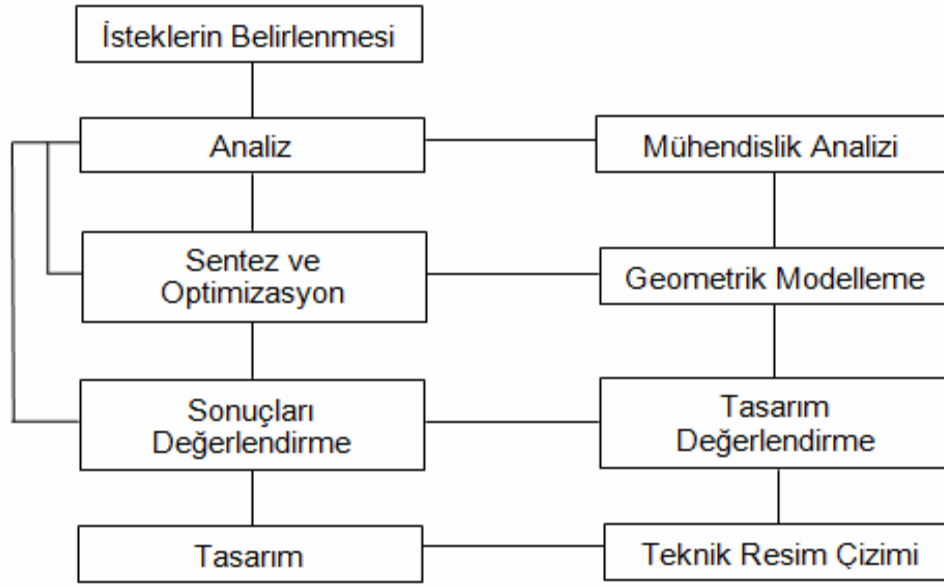 İsteklerin Belirlenmesi
Analiz
Mühendislik Analizi
Sentez ve
Optimizasyon
Geometrik Modelleme
Sonuçları
Değerlendirme
Tasarım
Değerlendirme
Tasarım
Teknik Resim Çizimi